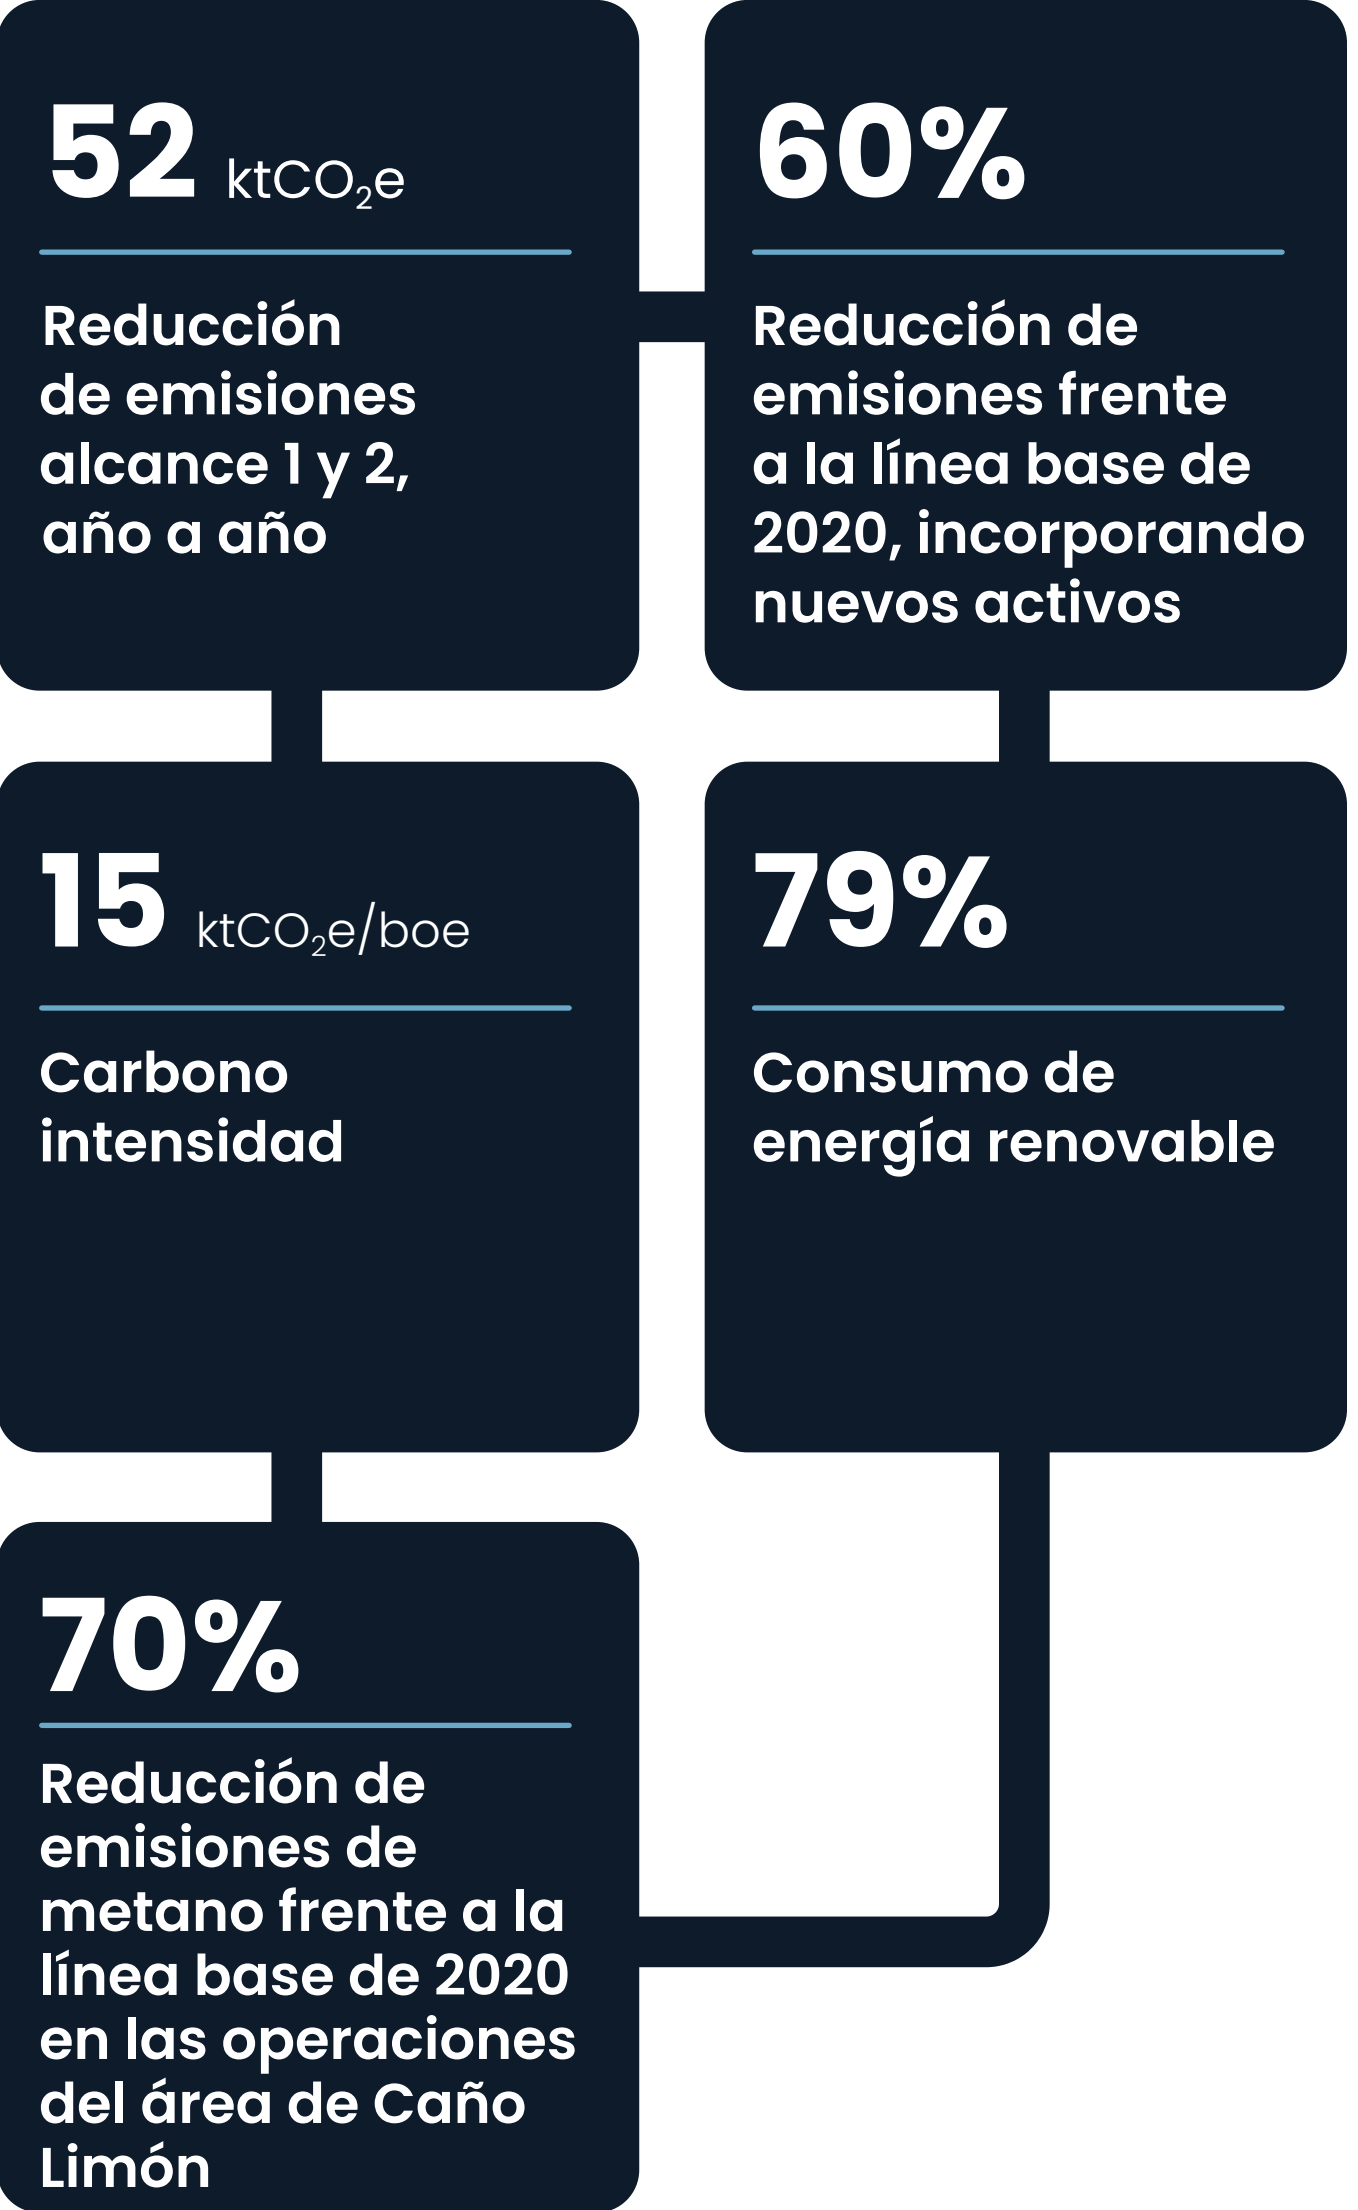 52 ktCO₂e
Reducción
de emisiones
alcance 1 y 2,
año a año
60%
Reducción de
emisiones frente
a la línea base de
2020, incorporando
nuevos activos
15 ktCO₂e/boe
Carbono
intensidad
79%
Consumo de
energía renovable
70%
Reducción de
emisiones de
metano frente a la
línea base de 2020
en las operaciones
del área de Caño
Limón